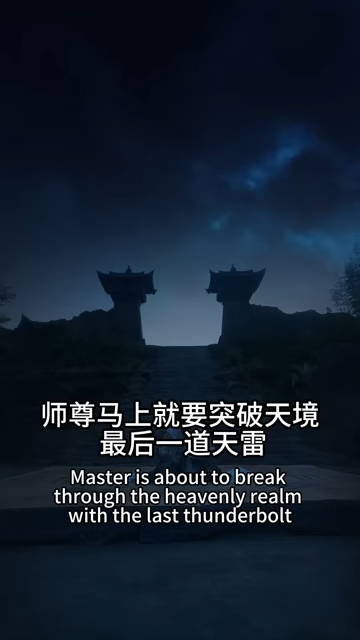 师尊马上就要突破天境
最后一道天雷
Master is about to break
through the heavenly realm
with the last thunderbolt